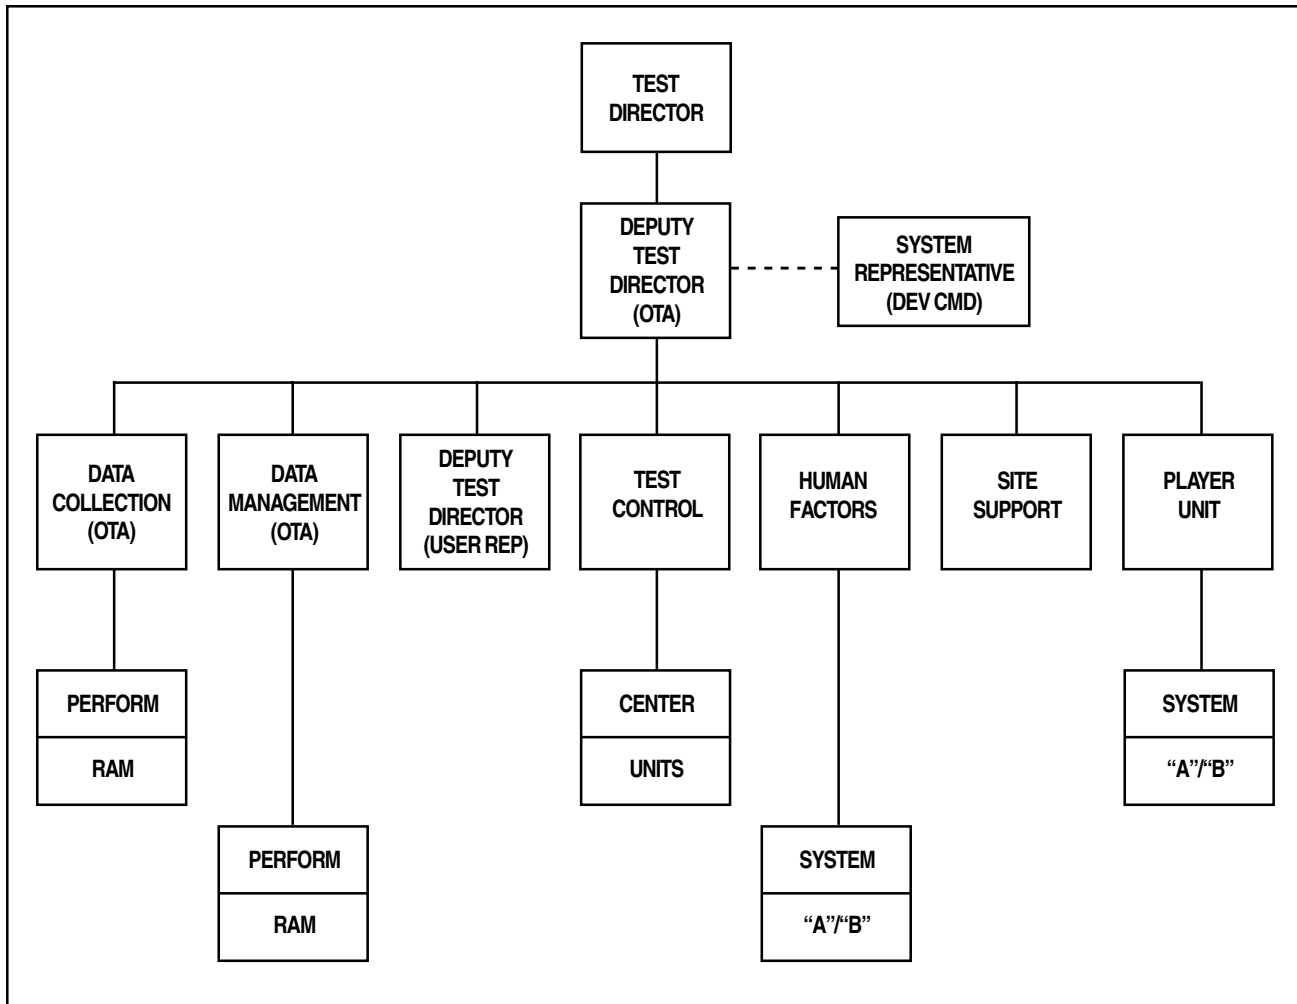 TEST
DIRECTOR
DEPUTY
TEST
DIRECTOR
(OTA)
SYSTEM
REPRESENTATIVE
(DEV CMD)
DATA
COLLECTION
(OTA)
DATA
MANAGEMENT
(OTA)
DEPUTY
TEST
DIRECTOR
(USER REP)
TEST
CONTROL
HUMAN
FACTORS
SITE
SUPPORT
PLAYER
UNIT
PERFORM
RAM
CENTER
UNITS
SYSTEM
“A”/“B”
PERFORM
RAM
SYSTEM
“A”/“B”